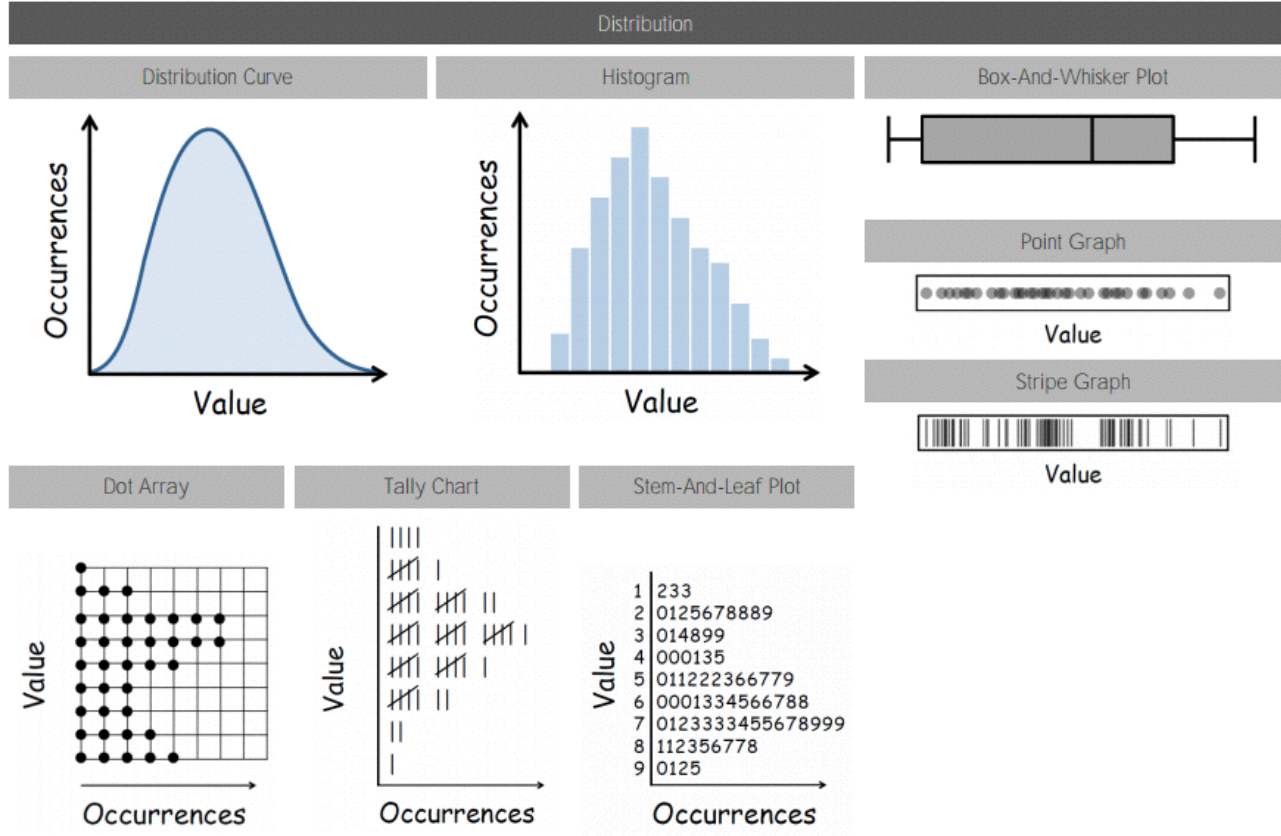 Distribution
Distribution Curve
Histogram
Box-And-Whisker Plot
Occurrences
Value
Occurrences
Value
Point Graph
Value
Stripe Graph
Value
Dot Array
Tally Chart
Stem-And-Leaf Plot
Value
Occurrences
Value
Occurrences
Value
1 233
2 0125678889
3 014899
4 000135
5 011222366779
6 0001334566788
7 0123333455678999
8 112356778
9 0125
Occurrences